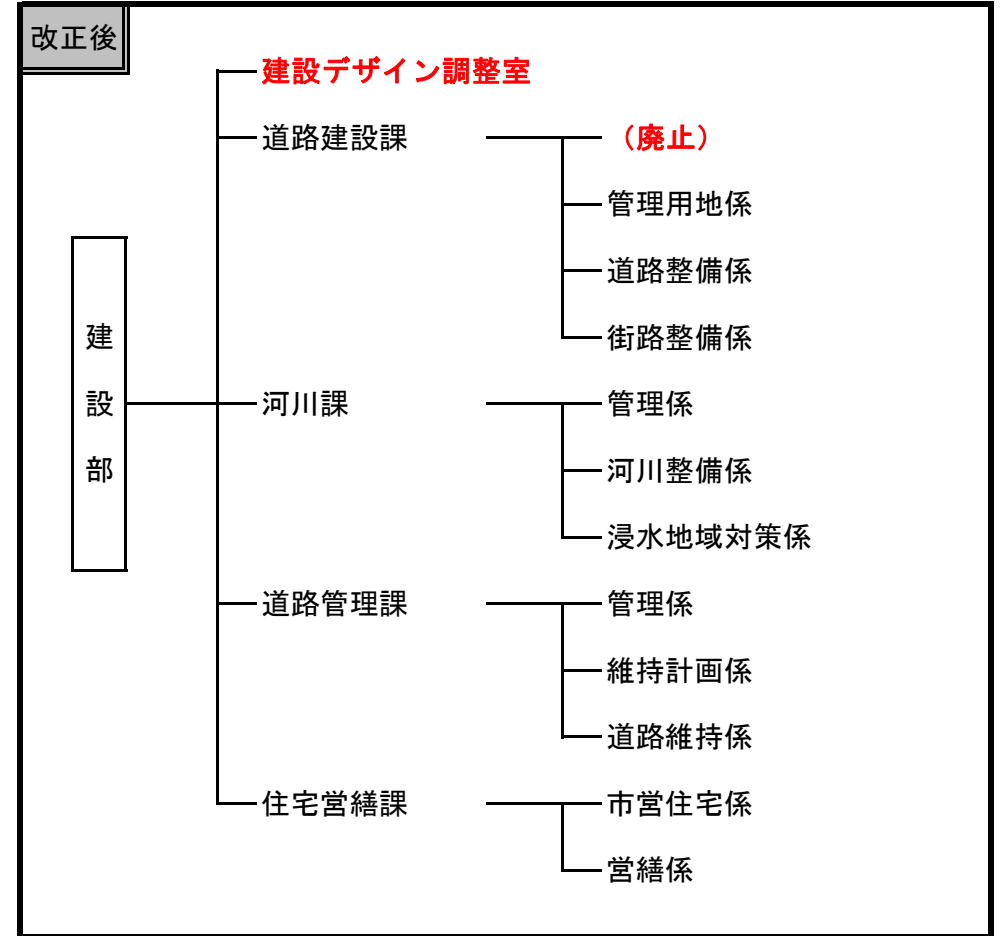 改正後
建設デザイン調整室
道路建設課
（廃止）
管理用地係
道路整備係
街路整備係
建設部
河川課
管理係
河川整備係
浸水地域対策係
道路管理課
管理係
維持計画係
道路維持係
住宅営繕課
市営住宅係
営繕係